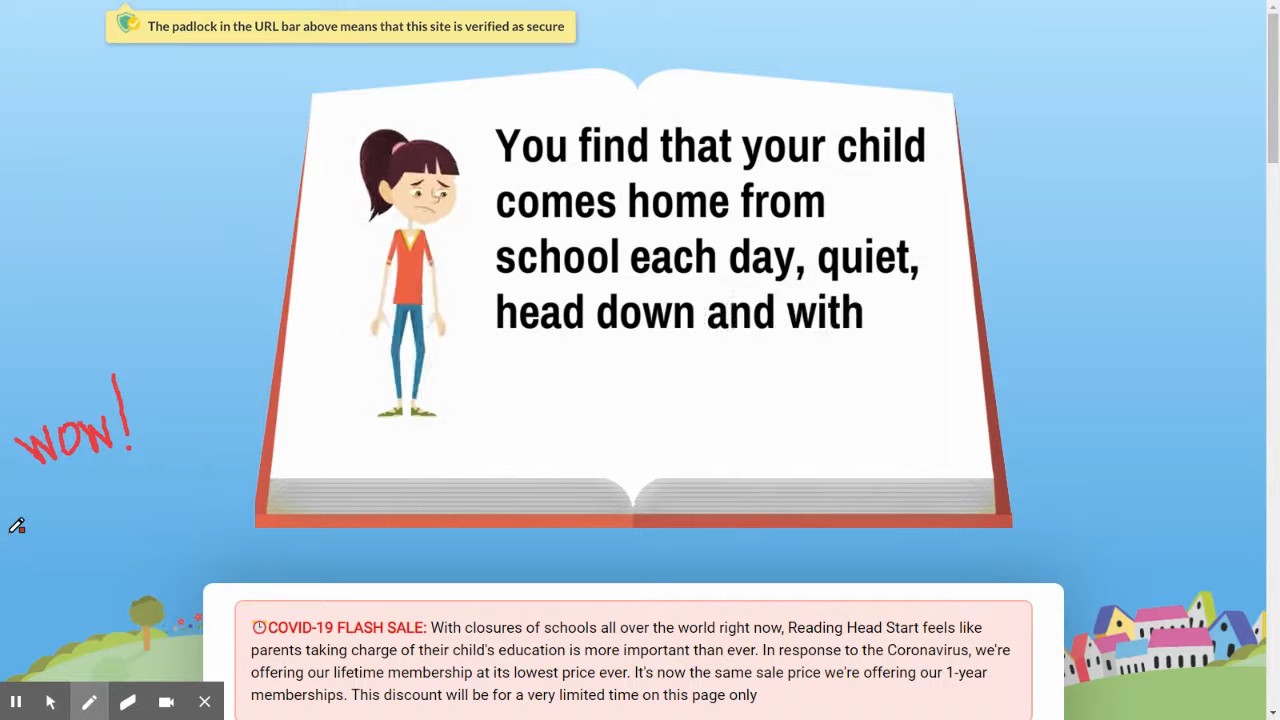 The padlock in the URL bar above means that this site is verified as secure
You find that your child
comes home from
school each day, quiet,
head down and with
wow!
COVID-19 FLASH SALE: With closures of schools all over the world right now, Reading Head Start feels like
parents taking charge of their child's education is more important than ever. In response to the Coronavirus, we're
offering our lifetime membership at its lowest price ever. It's now the same sale price we're offering our 1-year
memberships. This discount will be for a very limited time on this page only